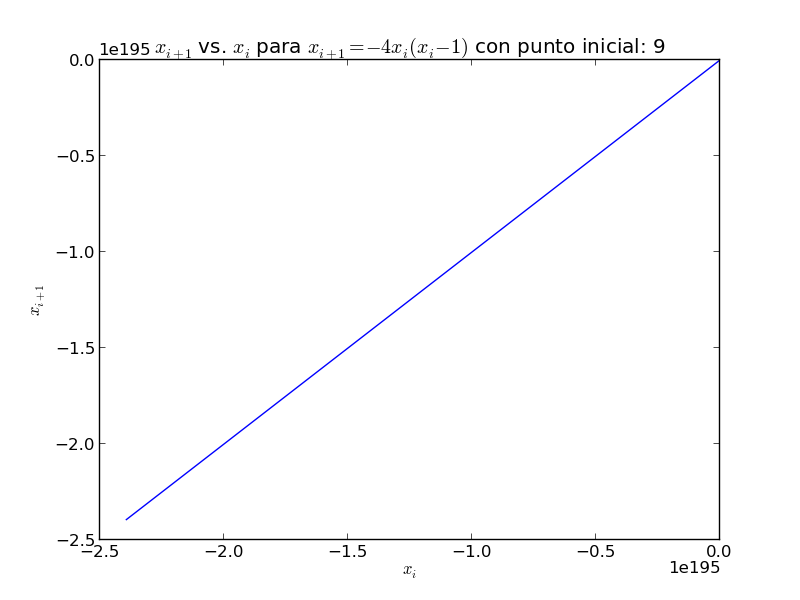 1e195 x_{i+1} vs. x_i para x_{i+1}=−4x_i(x_i−1) con punto inicial: 9
0.0
−0.5
−1.0
−1.5
−2.0
−2.5
x_{i+1}
−2.5 −2.0 −1.5 −1.0 −0.5 0.0
x_i 1e195